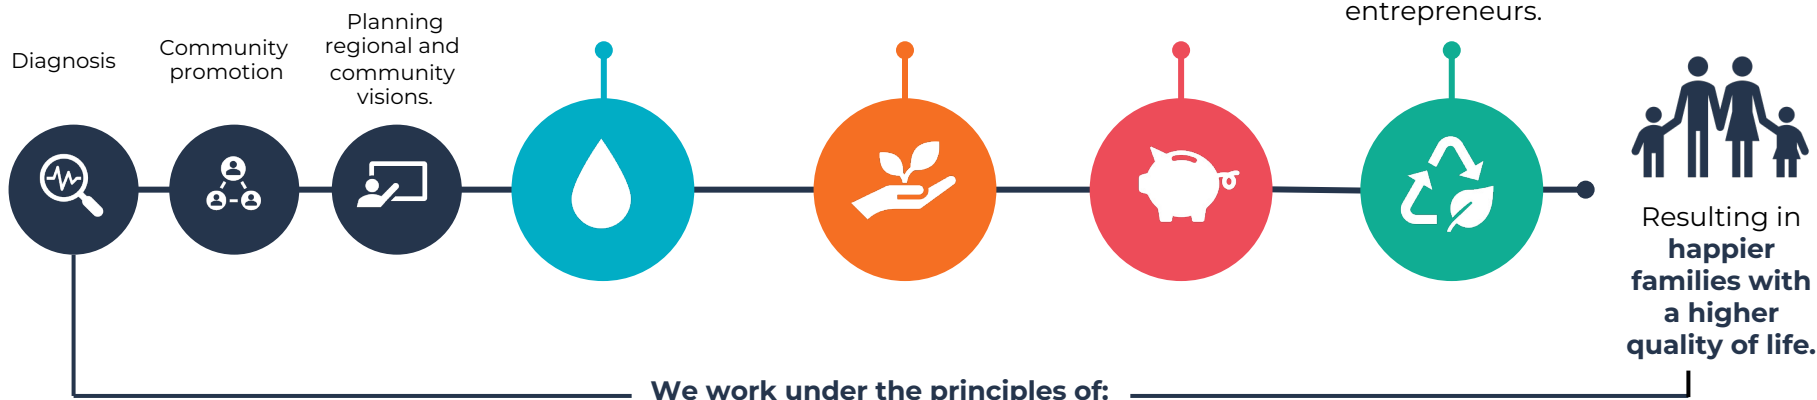 entrepreneurs.
Diagnosis
Community
promotion
Planning
regional and
community
visions.
Resulting in
happier
families with
a higher
quality of life.
We work under the principles of: